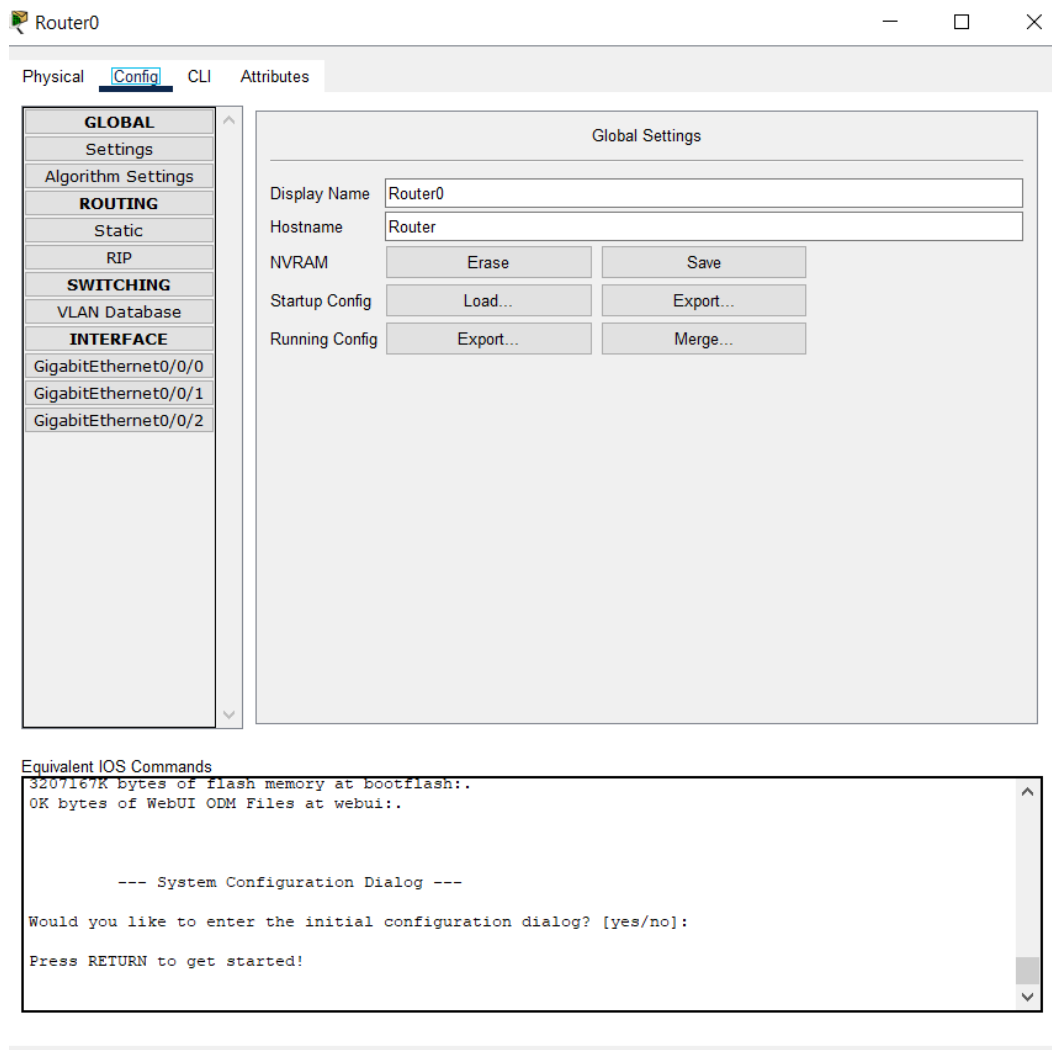 Router0
Physical Config CLI Attributes
GLOBAL
Settings
Algorithm Settings
ROUTING
Static
RIP
SWITCHING
VLAN Database
INTERFACE
GigabitEthernet0/0/0
GigabitEthernet0/0/1
GigabitEthernet0/0/2
Global Settings
Display Name Router0
Hostname Router
NVRAM Erase Save
Startup Config Load... Export...
Running Config Export... Merge...
Equivalent IOS Commands
3207167K bytes of flash memory at bootflash:.
0K bytes of WebUI ODM Files at webui:.
--- System Configuration Dialog ---
Would you like to enter the initial configuration dialog? [yes/no]:
Press RETURN to get started!